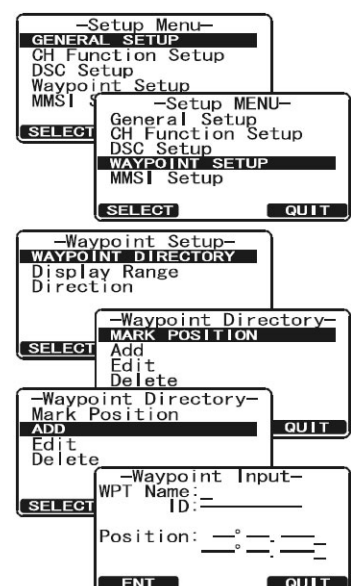 —Setup Menu—
GENERAL SETUP
CH Function Setup
DSC Setup
Waypoint Setup
MMSI S
SELECT
—Setup MENU—
General Setup
CH Function Setup
DSC Setup
WAYPOINT SETUP
MMSI Setup
SELECT QUIT
—Waypoint Setup—
WAYPOINT DIRECTORY
Display Range
Direction
SELECT
—Waypoint Directory—
MARK POSITION
Add
Edit
Delete
QUIT
—Waypoint Directory—
Mark Position
ADD
Edit
Delete
SELECT
—Waypoint Input—
WPT Name:_
ID:
Position: —°—.—
—°—.—
ENT QUIT